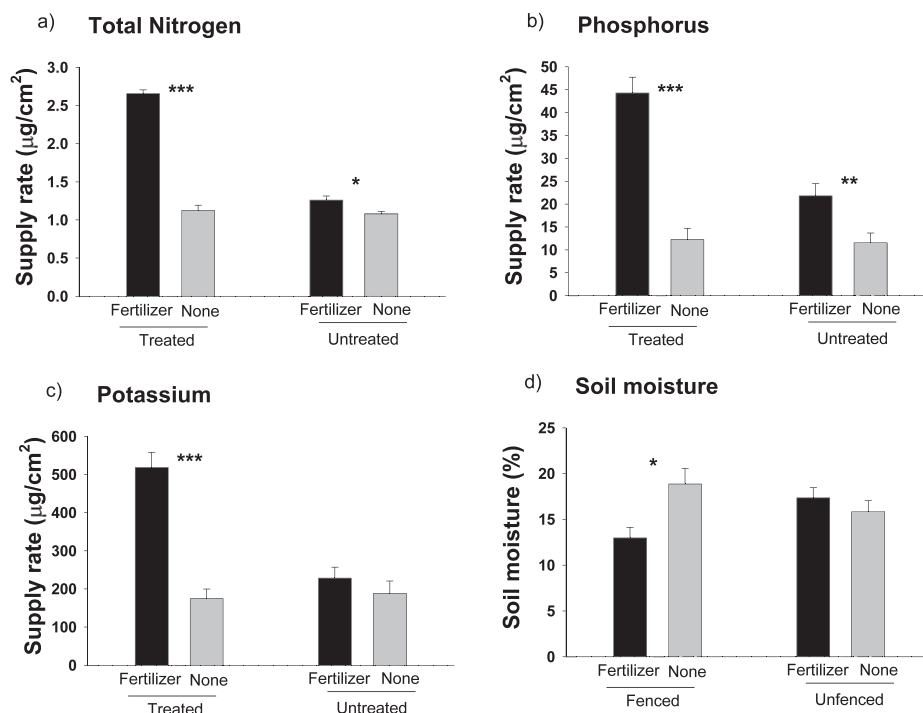 a) Total Nitrogen
Supply rate (μg/cm²)
3.0
2.5
2.0
1.5
1.0
0.5
0.0
***
*
Fertilizer None Fertilizer None
Treated Untreated
b) Phosphorus
Supply rate (μg/cm²)
50
45
40
35
30
25
20
15
10
5
0
***
**
Fertilizer None Fertilizer None
Treated Untreated
c) Potassium
Supply rate (μg/cm²)
600
500
400
300
200
100
0
***
Fertilizer None Fertilizer None
Treated Untreated
d) Soil moisture
Soil moisture (%)
25
20
15
10
5
0
*
Fertilizer None Fertilizer None
Fenced Unfenced